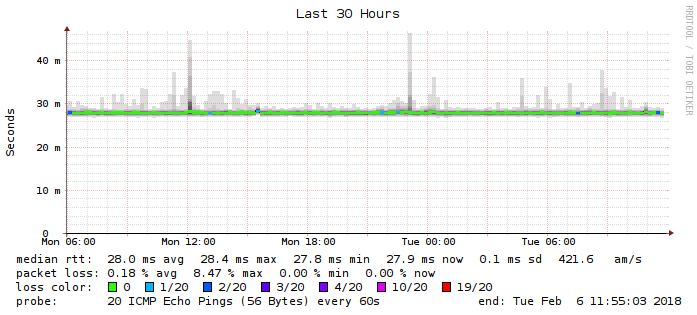 Last 30 Hours
RRDTOOL / TOBI OETIKER
Seconds
40 m
30 m
20 m
10 m
0
Mon 06:00 Mon 12:00 Mon 18:00 Tue 00:00 Tue 06:00
median rtt: 28.0 ms avg 28.4 ms max 27.8 ms min 27.9 ms now 0.1 ms sd 421.6 am/s
packet loss: 0.18 % avg 8.47 % max 0.00 % min 0.00 % now
loss color: 0 1/20 2/20 3/20 4/20 10/20 19/20
probe: 20 ICMP Echo Pings (56 Bytes) every 60s end: Tue Feb 6 11:55:03 2018